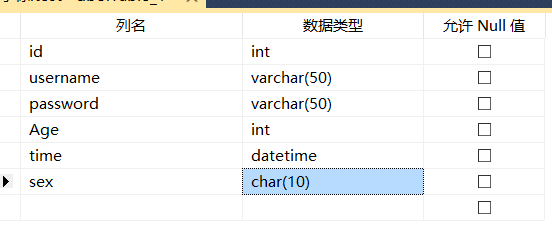 列名 数据类型 允许 Null 值
id int
username varchar(50)
password varchar(50)
Age int
time datetime
sex char(10)